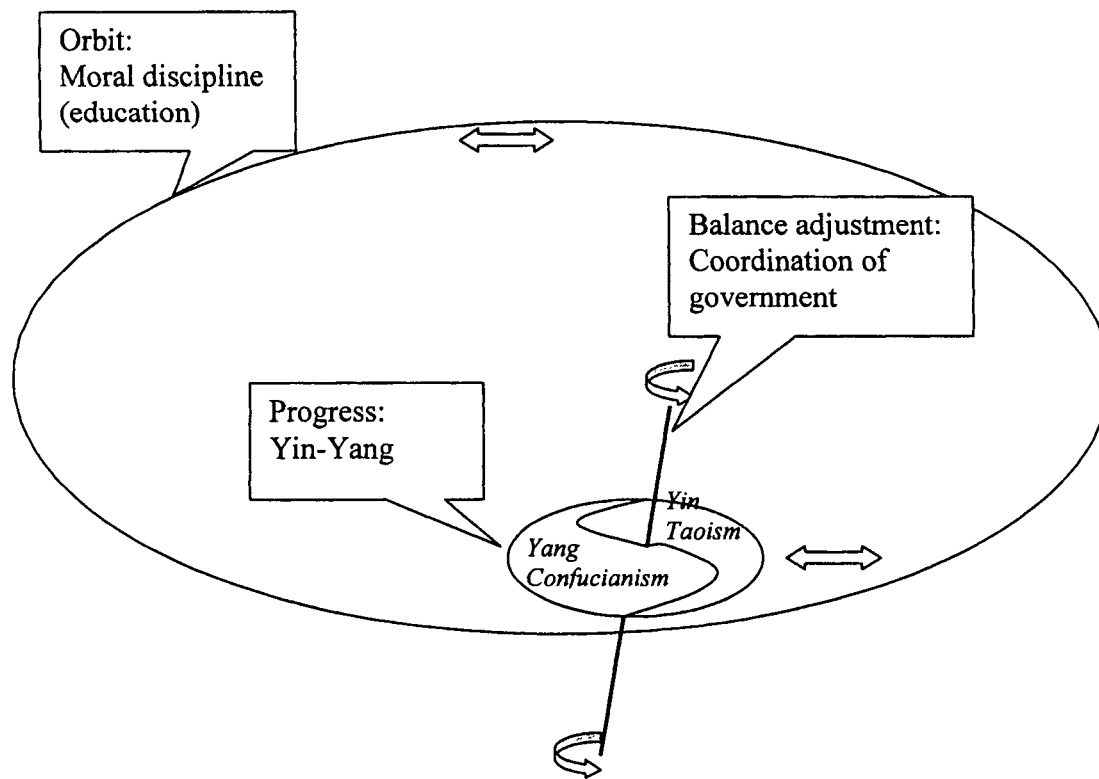 Orbit:
Moral discipline
(education)
Balance adjustment:
Coordination of
government
Progress:
Yin-Yang
Yin
Taoism
Yang
Confucianism